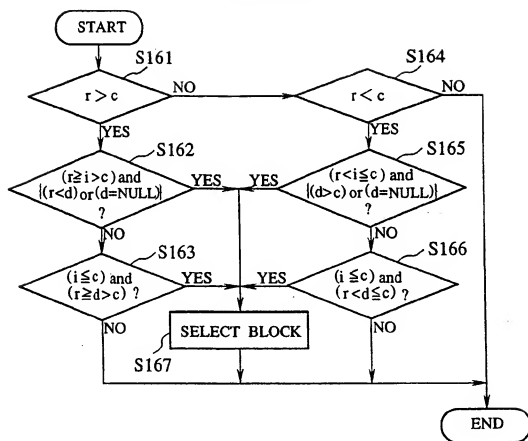 START
S161
r > c
NO
YES
S164
r < c
NO
YES
S162
(r≧i>c) and
{(r<d) or (d=NULL)}
?
YES
NO
S165
(r<i≦c) and
{(d>c) or (d=NULL)}
?
YES
NO
S163
(i≦c) and
(r≧d>c) ?
YES
NO
S166
(i≦c) and
(r<d≦c) ?
YES
NO
SELECT BLOCK
S167
END